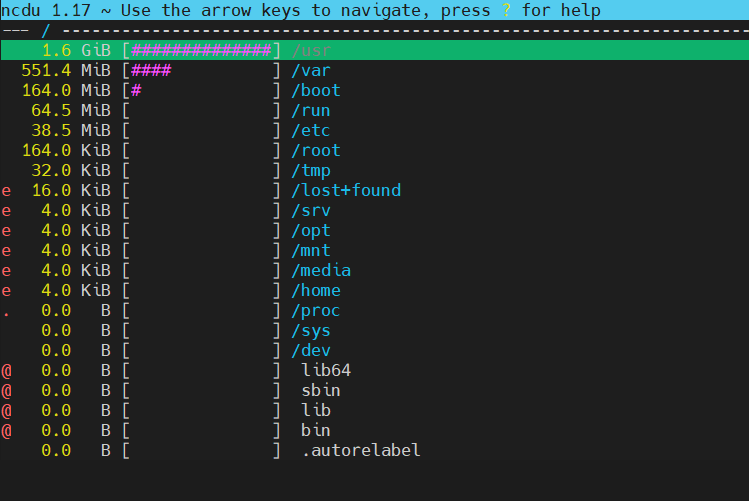 ncdu 1.17 ~ Use the arrow keys to navigate, press ? for help
--- / ---------------------------------------------------------------------
    1.6 GiB [##############] /usr
  551.4 MiB [####          ] /var
  164.0 MiB [#             ] /boot
   64.5 MiB [              ] /run
   38.5 MiB [              ] /etc
  164.0 KiB [              ] /root
   32.0 KiB [              ] /tmp
e  16.0 KiB [              ] /lost+found
e   4.0 KiB [              ] /srv
e   4.0 KiB [              ] /opt
e   4.0 KiB [              ] /mnt
e   4.0 KiB [              ] /media
e   4.0 KiB [              ] /home
.   0.0   B [              ] /proc
    0.0   B [              ] /sys
    0.0   B [              ] /dev
@   0.0   B [              ]  lib64
@   0.0   B [              ]  sbin
@   0.0   B [              ]  lib
@   0.0   B [              ]  bin
    0.0   B [              ]  .autorelabel